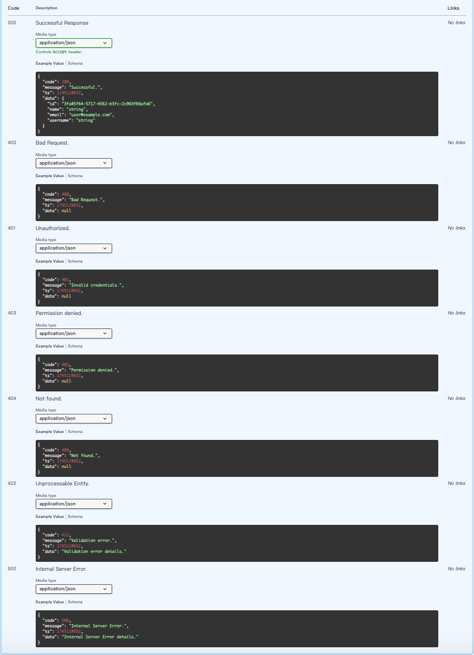 Code Description Links
200 Successful Response No links
Media type
application/json
Controls Accept header.
Example Value | Schema
{
"code": 200,
"message": "Successful.",
"ts":
"data": {
"id": "3fa85f64-5717-4562-b3fc-2c963f66afa6",
"name": "string",
"email": "user@example.com",
"username": "string"
}
}
400 Bad Request. No links
Media type
application/json
Example Value | Schema
{
"code": 400,
"message": "Bad Request.",
"ts":
"data": null
}
401 Unauthorized. No links
Media type
application/json
Example Value | Schema
{
"code": 401,
"message": "Invalid credentials.",
"ts":
"data": null
}
403 Permission denied. No links
Media type
application/json
Example Value | Schema
{
"code": 403,
"message": "Permission denied.",
"ts":
"data": null
}
404 Not found. No links
Media type
application/json
Example Value | Schema
{
"code": 404,
"message": "Not found.",
"ts":
"data": null
}
422 Unprocessable Entity. No links
Media type
application/json
Example Value | Schema
{
"code": 422,
"message": "Validation error.",
"ts":
"data": "Validation error details."
}
500 Internal Server Error. No links
Media type
application/json
Example Value | Schema
{
"code":
"message": "Internal Server Error.",
"ts":
"data": "Internal Server Error details."
}